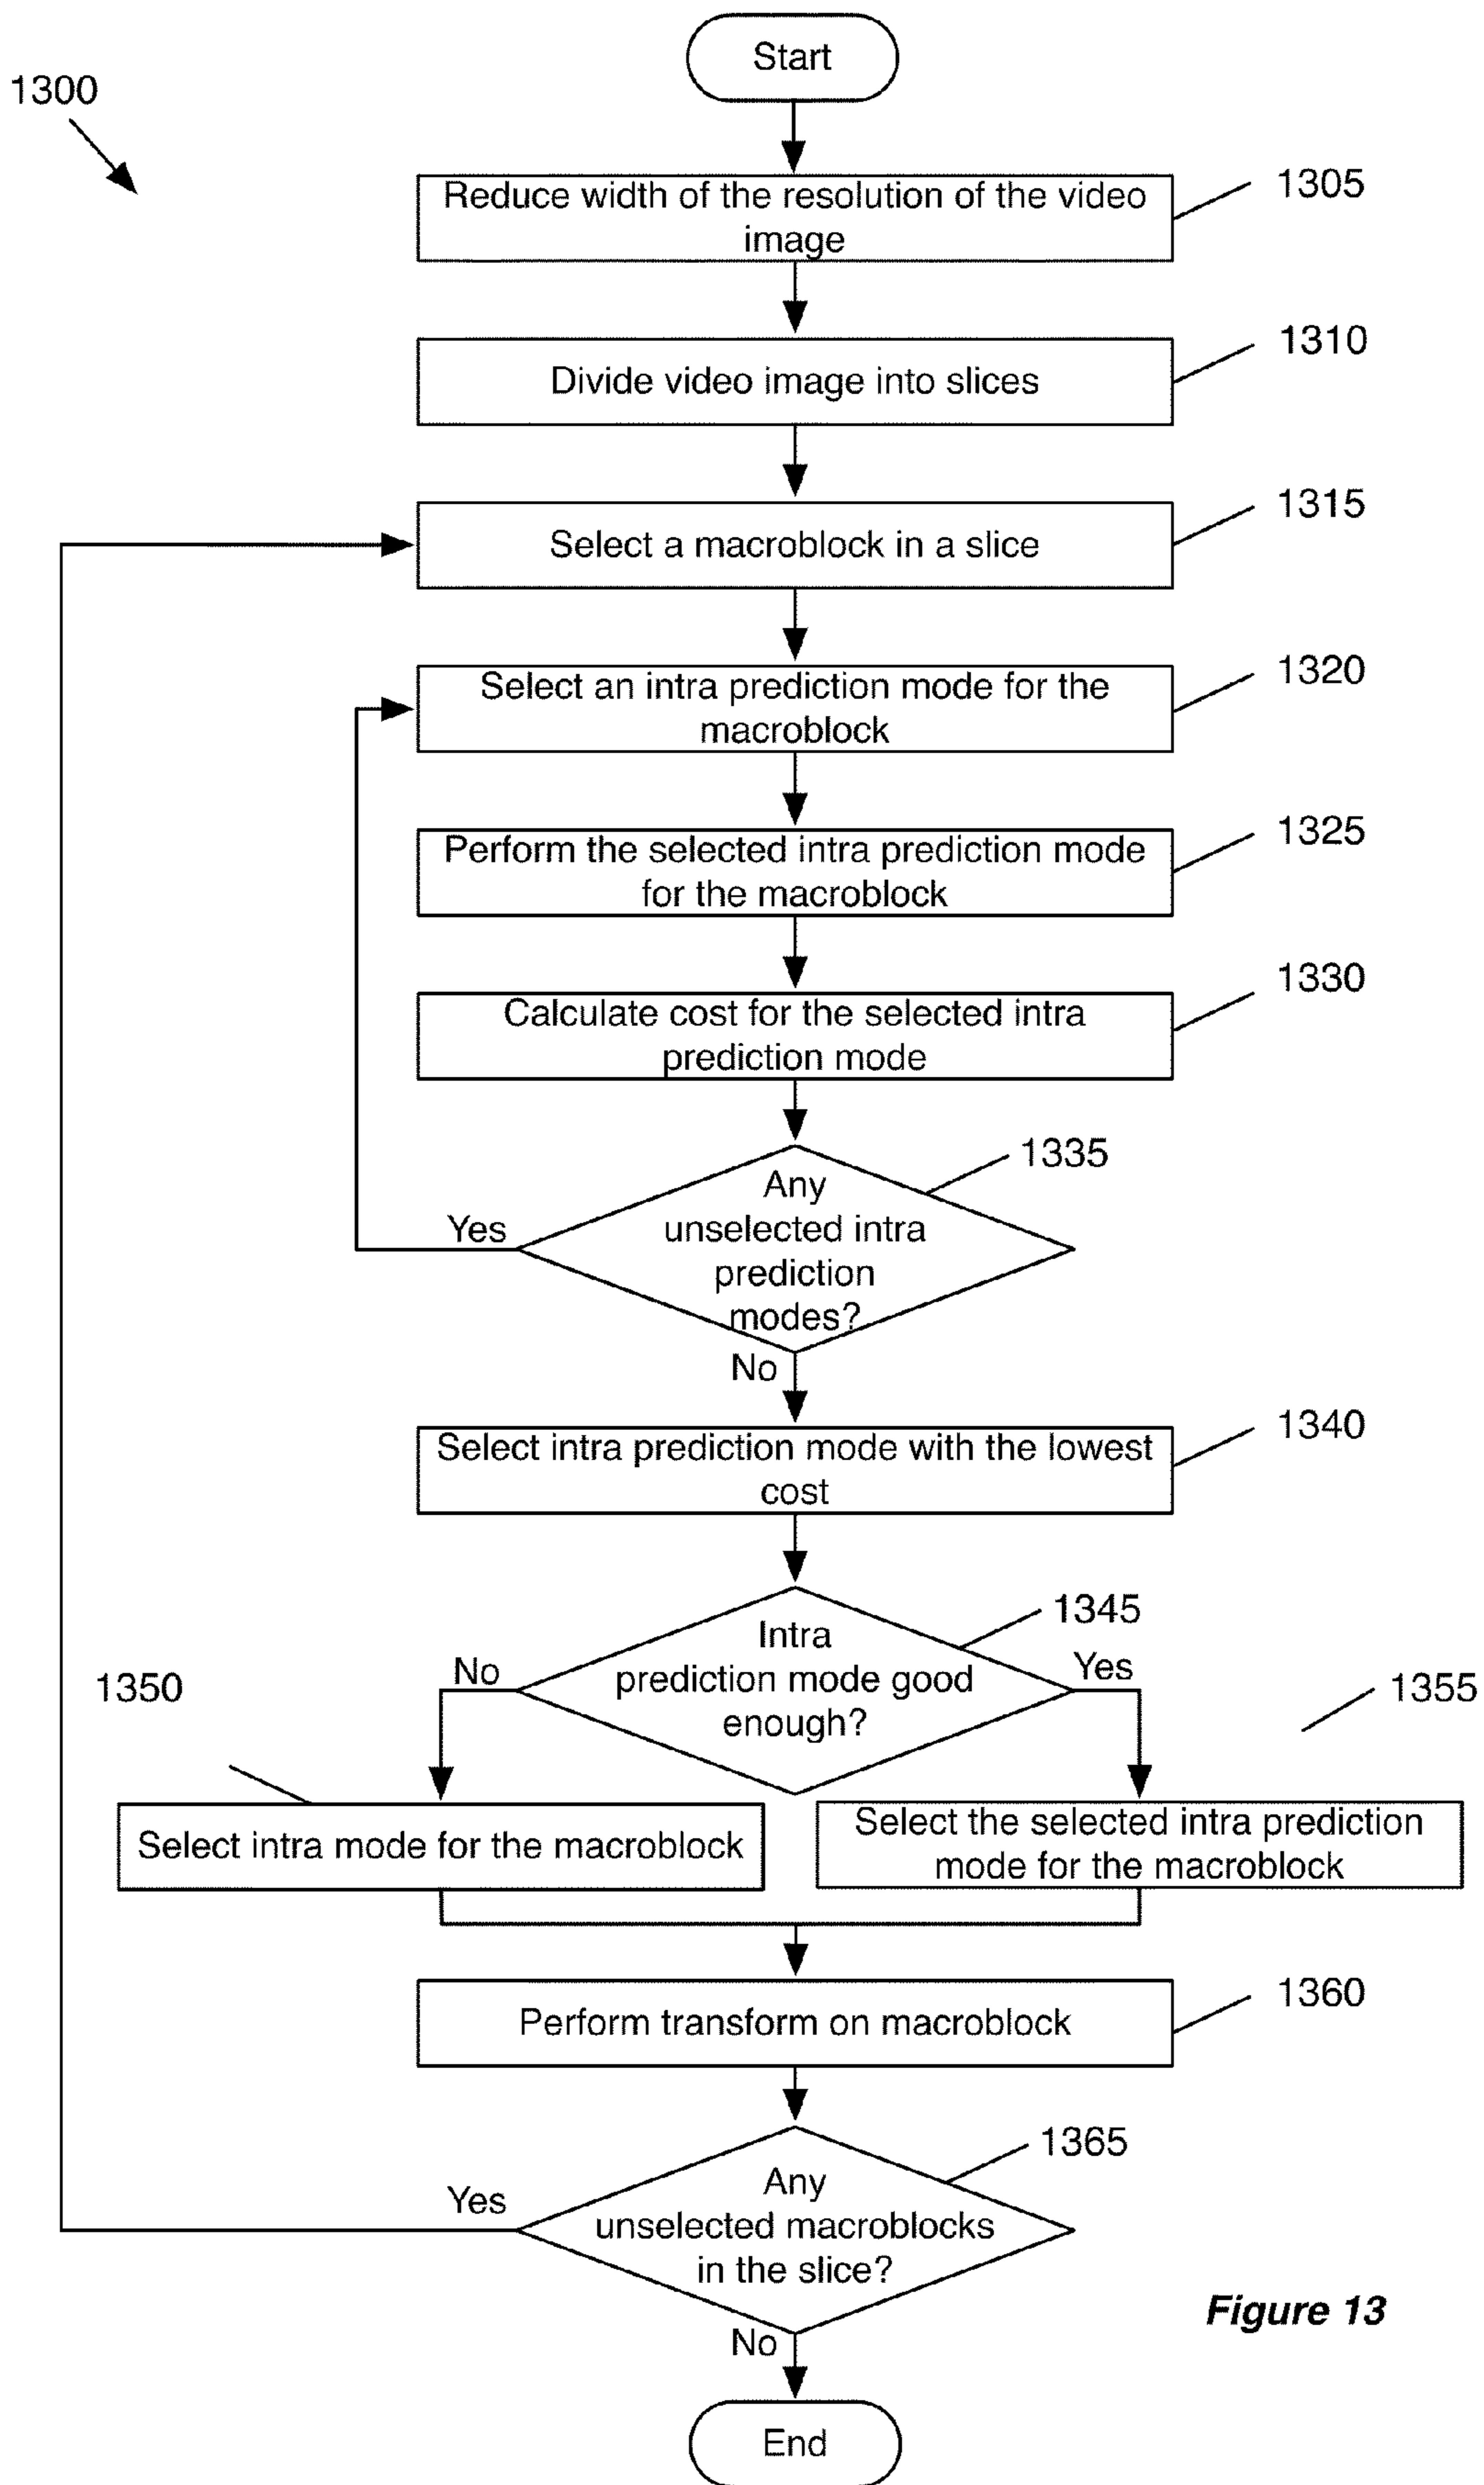 Start
1300
Reduce width of the resolution of the video
image
1305
Divide video image into slices
1310
Select a macroblock in a slice
1315
Select an intra prediction mode for the
macroblock
1320
Perform the selected intra prediction mode
for the macroblock
1325
Calculate cost for the selected intra
prediction mode
1330
Any
unselected intra
prediction
modes?
1335
Yes
No
Select intra prediction mode with the lowest
cost
1340
Intra
prediction mode good
enough?
1345
No
Yes
1350
1355
Select intra mode for the macroblock
Select the selected intra prediction
mode for the macroblock
Perform transform on macroblock
1360
Any
unselected macroblocks
in the slice?
1365
Yes
No
Figure 13
End